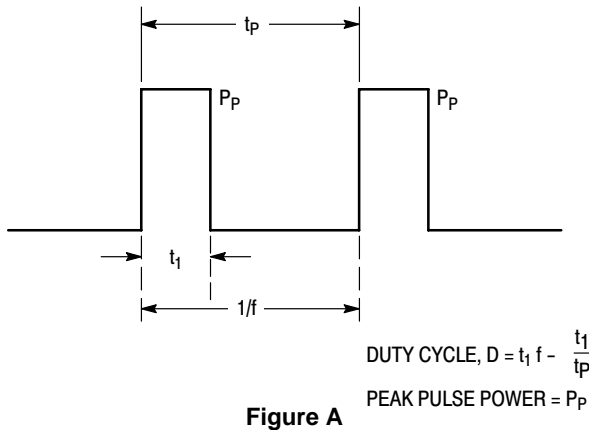 tP
PP
PP
t1
1/f
DUTY CYCLE, D = t1 f - t1/tP
PEAK PULSE POWER = PP
Figure A